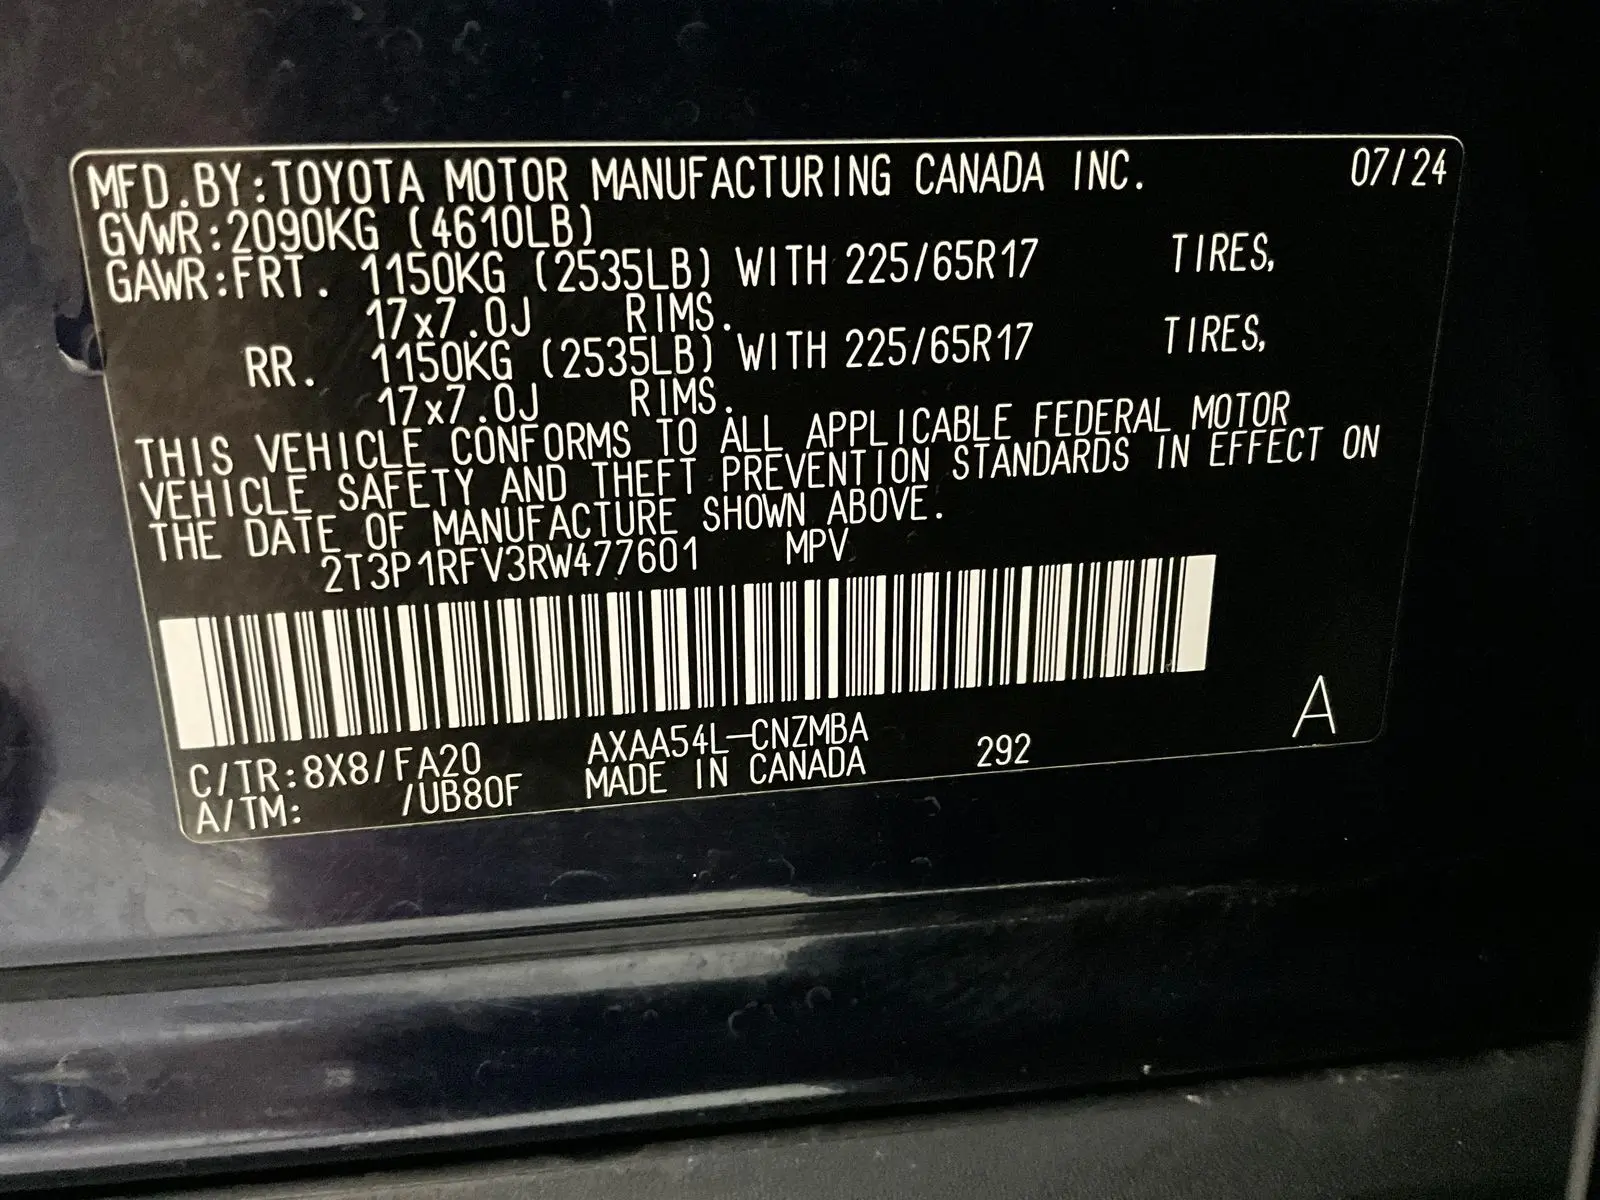 MFD.BY:TOYOTA MOTOR MANUFACTURING CANADA INC. 07/24
GVWR:2090KG (4610LB)
GAWR:FRT. 1150KG (2535LB) WITH 225/65R17 TIRES,
17x7.0J RIMS.
RR. 1150KG (2535LB) WITH 225/65R17 TIRES,
17x7.0J RIMS.
THIS VEHICLE CONFORMS TO ALL APPLICABLE FEDERAL MOTOR
VEHICLE SAFETY AND THEFT PREVENTION STANDARDS IN EFFECT ON
THE DATE OF MANUFACTURE SHOWN ABOVE.
2T3P1RFV3RW477601 MPV
C/TR:8X8/FA20 AXAA54L-CNZMBA 292 A
A/TM: /UB80F MADE IN CANADA